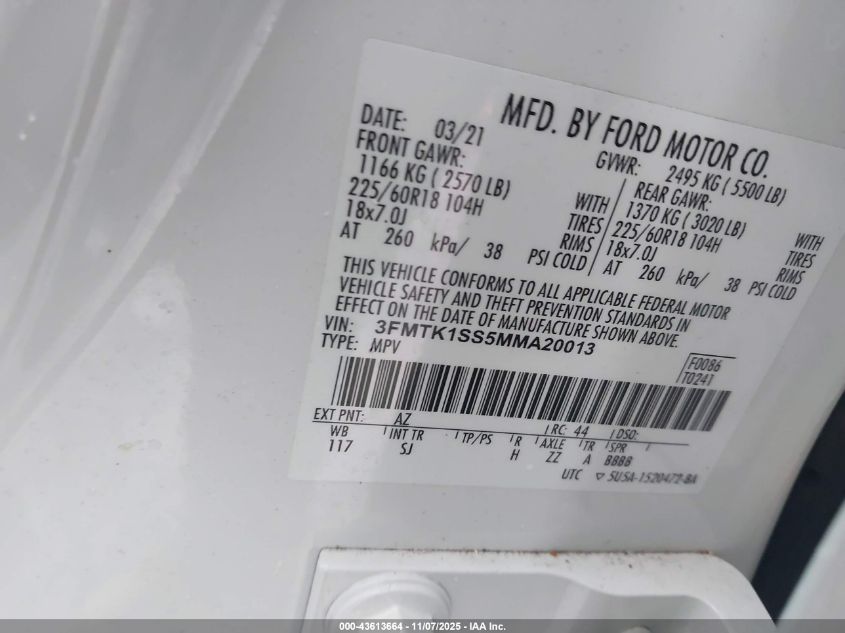 MFD. BY FORD MOTOR CO.
DATE: 03/21
GVWR: 2495 KG ( 5500 LB)
FRONT GAWR:
1166 KG ( 2570 LB)
225/60R18 104H
18x7.0J
AT 260 kPa/ 38
WITH
TIRES
RIMS
PSI COLD
REAR GAWR:
1370 KG ( 3020 LB)
225/60R18 104H
18x7.0J
AT 260 kPa/ 38
WITH
TIRES
RIMS
PSI COLD
THIS VEHICLE CONFORMS TO ALL APPLICABLE FEDERAL MOTOR
VEHICLE SAFETY AND THEFT PREVENTION STANDARDS IN
EFFECT ON THE DATE OF MANUFACTURE SHOWN ABOVE.
VIN: 3FMTK1SS5MMA20013
TYPE: MPV
F0086
T0241
EXT PNT: AZ RC: 44 DSO:
WB INT TR TP/PS R AXLE TR SPR
117 SJ H ZZ A BBBB
UTC ▽ 5U5A-1520472-BA
000-43613664 - 11/07/2025 - IAA Inc.